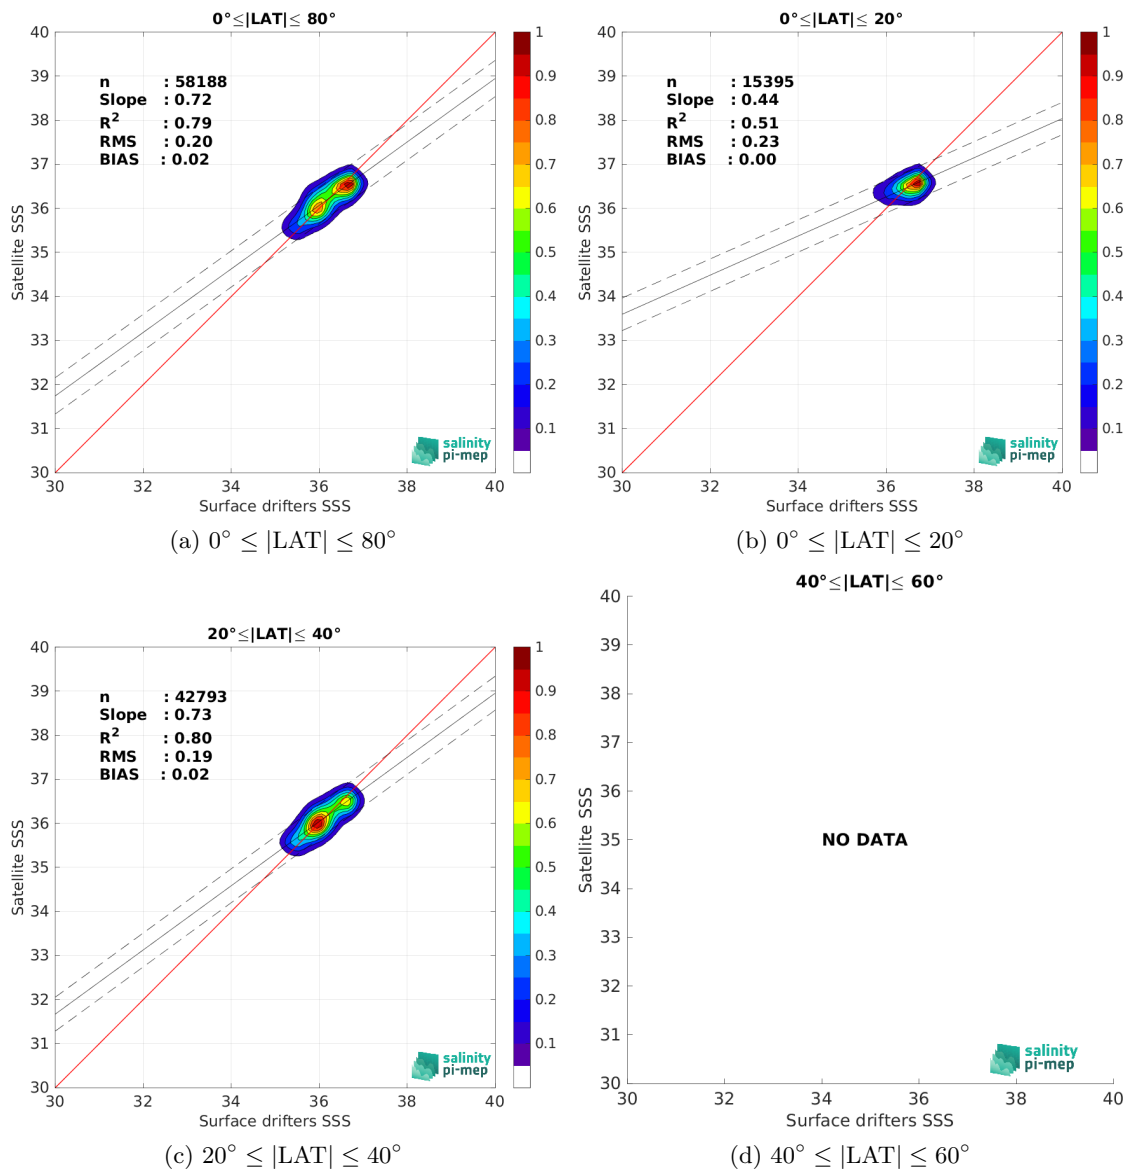 0°≤|LAT|≤ 80°
40
39
38
37
36
35
34
33
32
31
30
Satellite SSS
n : 58188
Slope : 0.72
R² : 0.79
RMS : 0.20
BIAS : 0.02
1
0.9
0.8
0.7
0.6
0.5
0.4
0.3
0.2
0.1
salinity
pi-mep
30 32 34 36 38 40
Surface drifters SSS
(a) 0° ≤ |LAT| ≤ 80°
0°≤|LAT|≤ 20°
40
39
38
37
36
35
34
33
32
31
30
Satellite SSS
n : 15395
Slope : 0.44
R² : 0.51
RMS : 0.23
BIAS : 0.00
1
0.9
0.8
0.7
0.6
0.5
0.4
0.3
0.2
0.1
salinity
pi-mep
30 32 34 36 38 40
Surface drifters SSS
(b) 0° ≤ |LAT| ≤ 20°
20°≤|LAT|≤ 40°
40
39
38
37
36
35
34
33
32
31
30
Satellite SSS
n : 42793
Slope : 0.73
R² : 0.80
RMS : 0.19
BIAS : 0.02
1
0.9
0.8
0.7
0.6
0.5
0.4
0.3
0.2
0.1
salinity
pi-mep
30 32 34 36 38 40
Surface drifters SSS
(c) 20° ≤ |LAT| ≤ 40°
40°≤|LAT|≤ 60°
40
39
38
37
36
35
34
33
32
31
30
Satellite SSS
NO DATA
salinity
pi-mep
30 32 34 36 38 40
Surface drifters SSS
(d) 40° ≤ |LAT| ≤ 60°